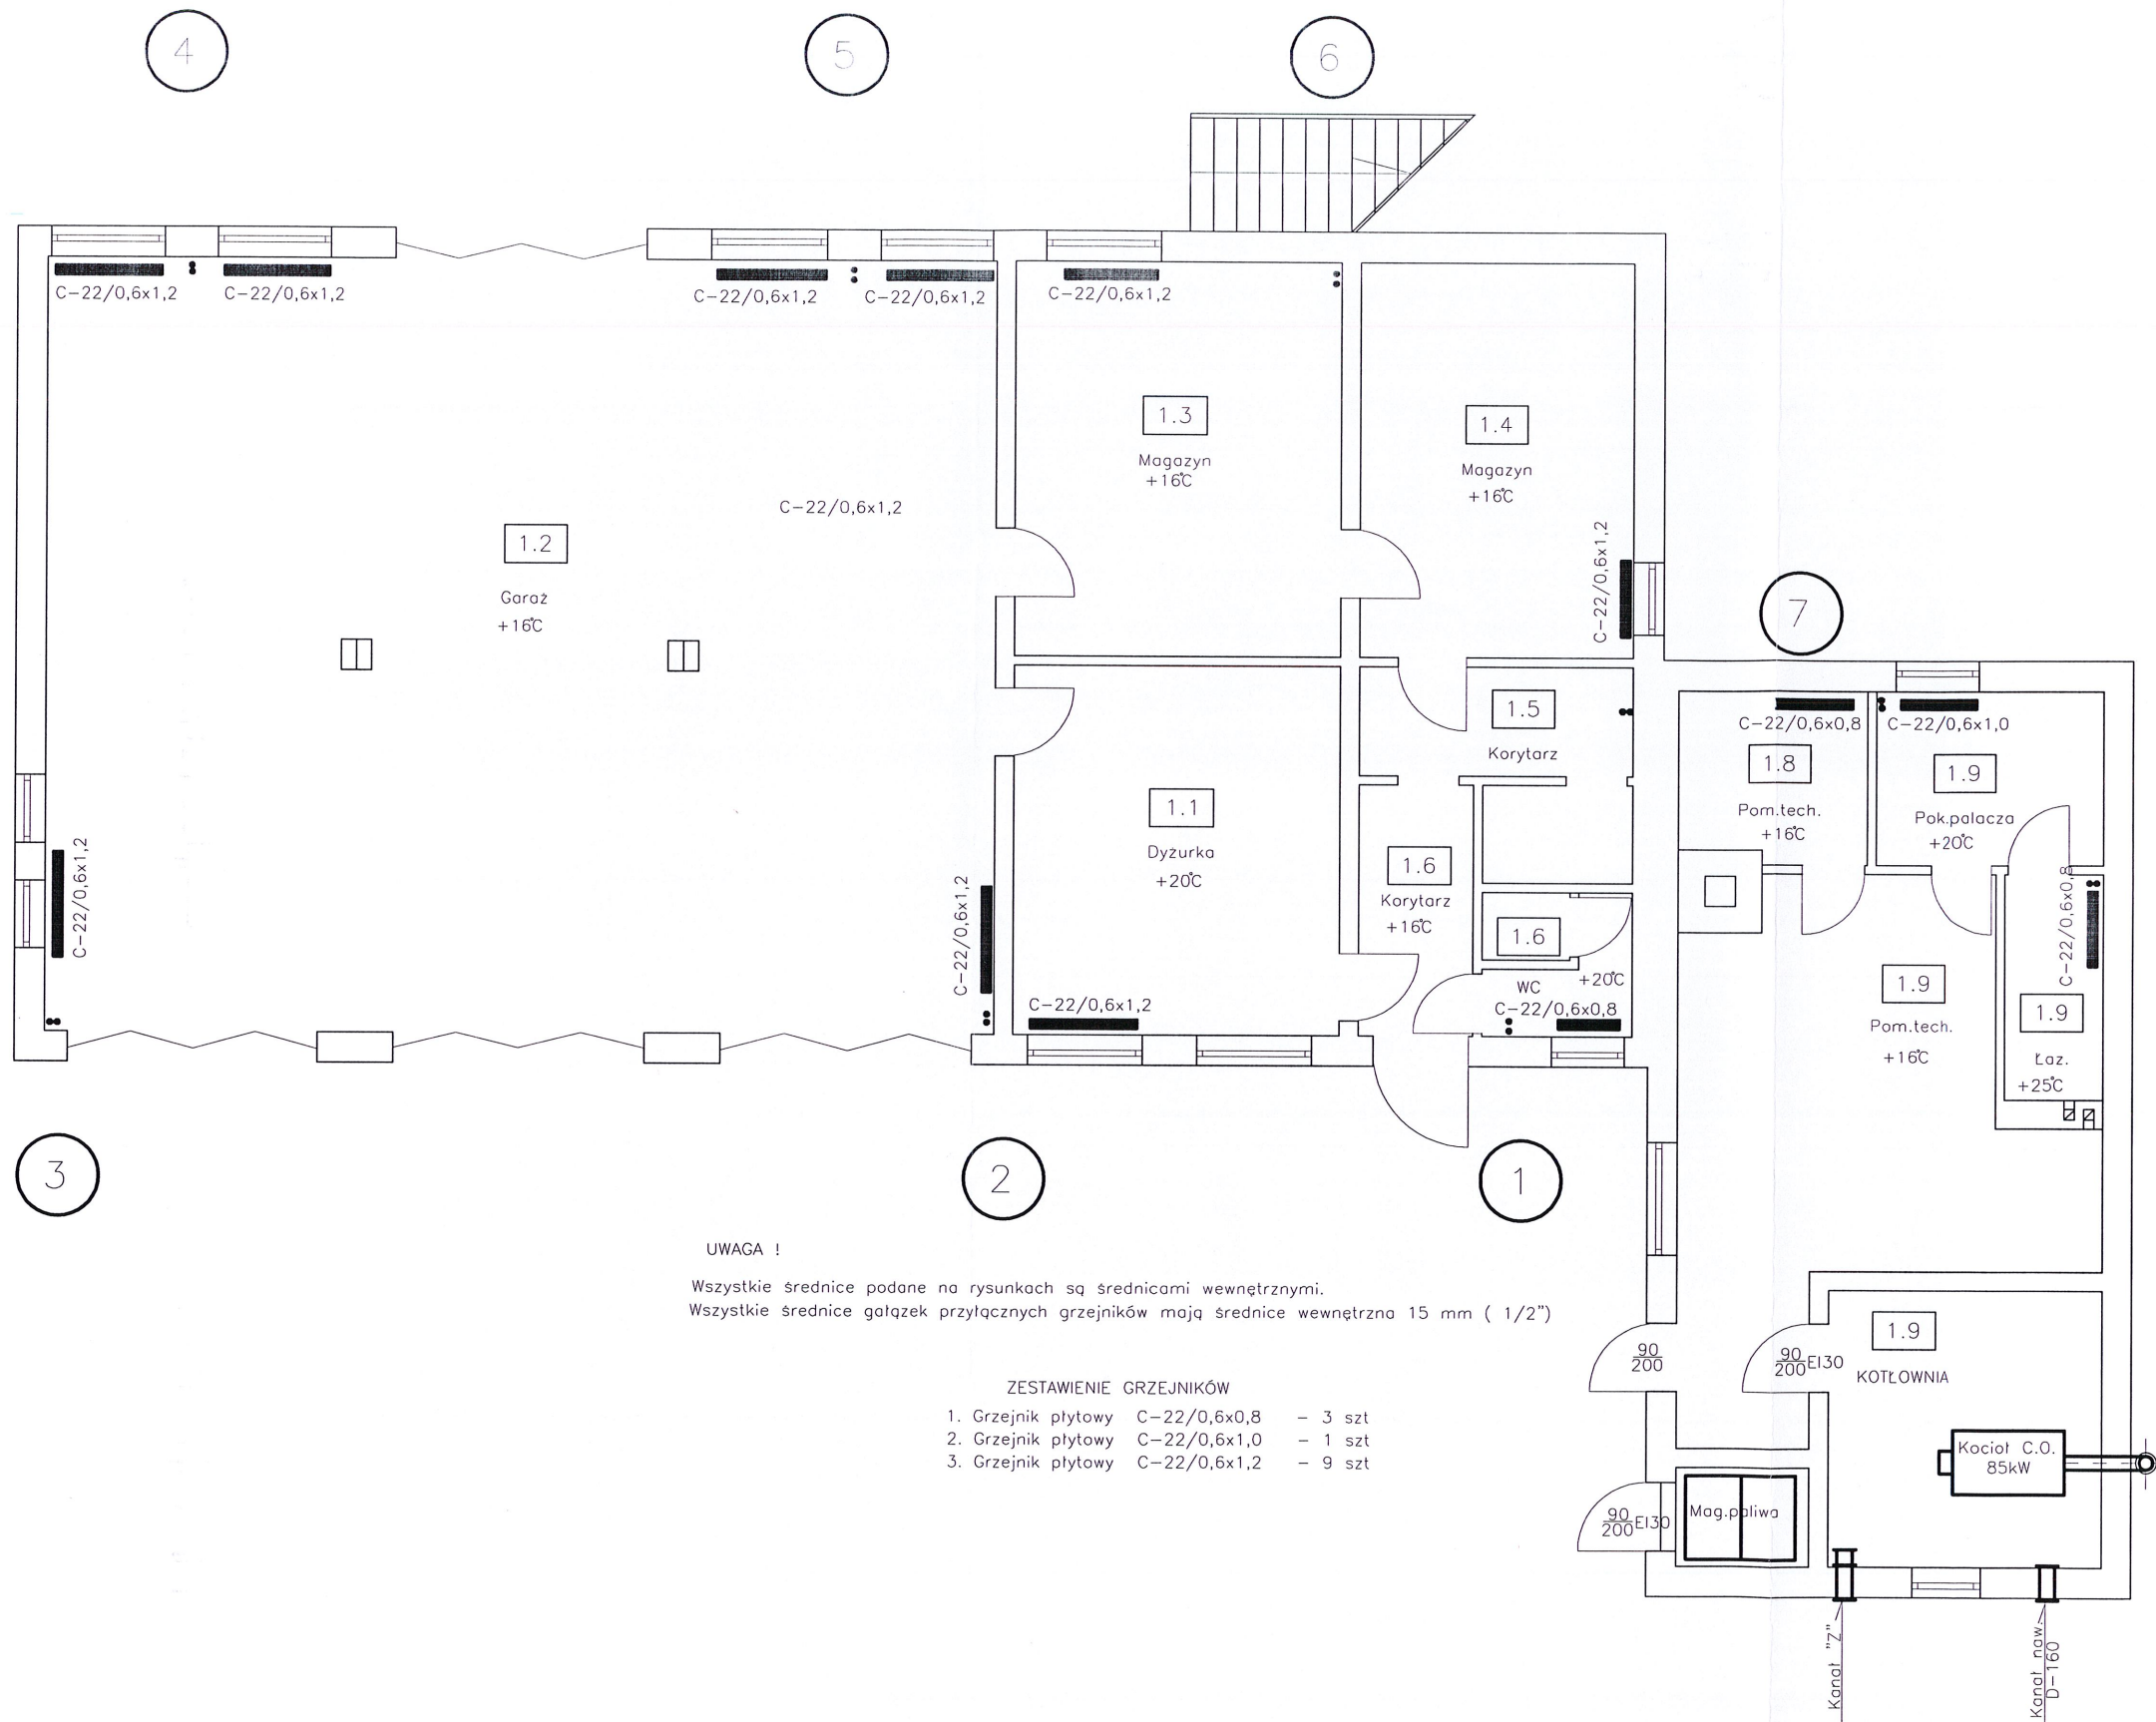 4
5
6
C-22/0,6x1,2
C-22/0,6x1,2
C-22/0,6x1,2
C-22/0,6x1,2
C-22/0,6x1,2
1.3
Magazyn
+16°C
1.4
Magazyn
+16°C
C-22/0,6x1,2
1.2
Garaż
+16°C
C-22/0,6x1,2
7
1.5
Korytarz
C-22/0,6x0,8
1.8
Pom.tech.
+16°C
C-22/0,6x1,0
1.9
Pok.palacza
+20°C
1.1
Dyżurka
+20°C
1.6
Korytarz
+16°C
1.6
WC
+20°C
C-22/0,6x0,8
C-22/0,6x1,2
C-22/0,6x1,2
C-22/0,6x1,2
1.9
Pom.tech.
+16°C
C-22/0,6x0,8
1.9
Łaz.
+25°C
3
2
1
UWAGA !
Wszystkie średnice podane na rysunkach są średnicami wewnętrznymi.
Wszystkie średnice gałązek przyłącznych grzejników mają średnice wewnętrzna 15 mm ( 1/2")
ZESTAWIENIE GRZEJNIKÓW
1. Grzejnik płytowy C-22/0,6x0,8 - 3 szt
2. Grzejnik płytowy C-22/0,6x1,0 - 1 szt
3. Grzejnik płytowy C-22/0,6x1,2 - 9 szt
90
200
90
200 EI30
1.9
KOTŁOWNIA
Kocioł C.O.
85kW
90
200 EI30
Mag.paliwa
Kanał "Z"
Kanał naw.
D-160